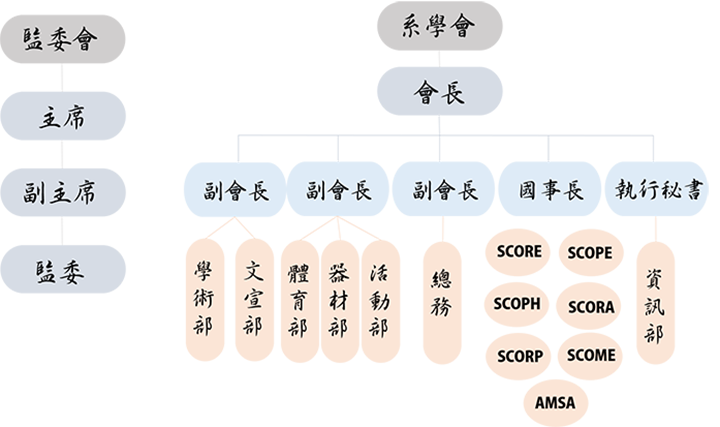 監委會
主席
副主席
監委
系學會
會長
副會長
副會長
副會長
國事長
執行秘書
學術部
文宣部
體育部
器材部
活動部
總務
SCORE
SCOPE
SCOPH
SCORA
SCORP
SCOME
AMSA
資訊部